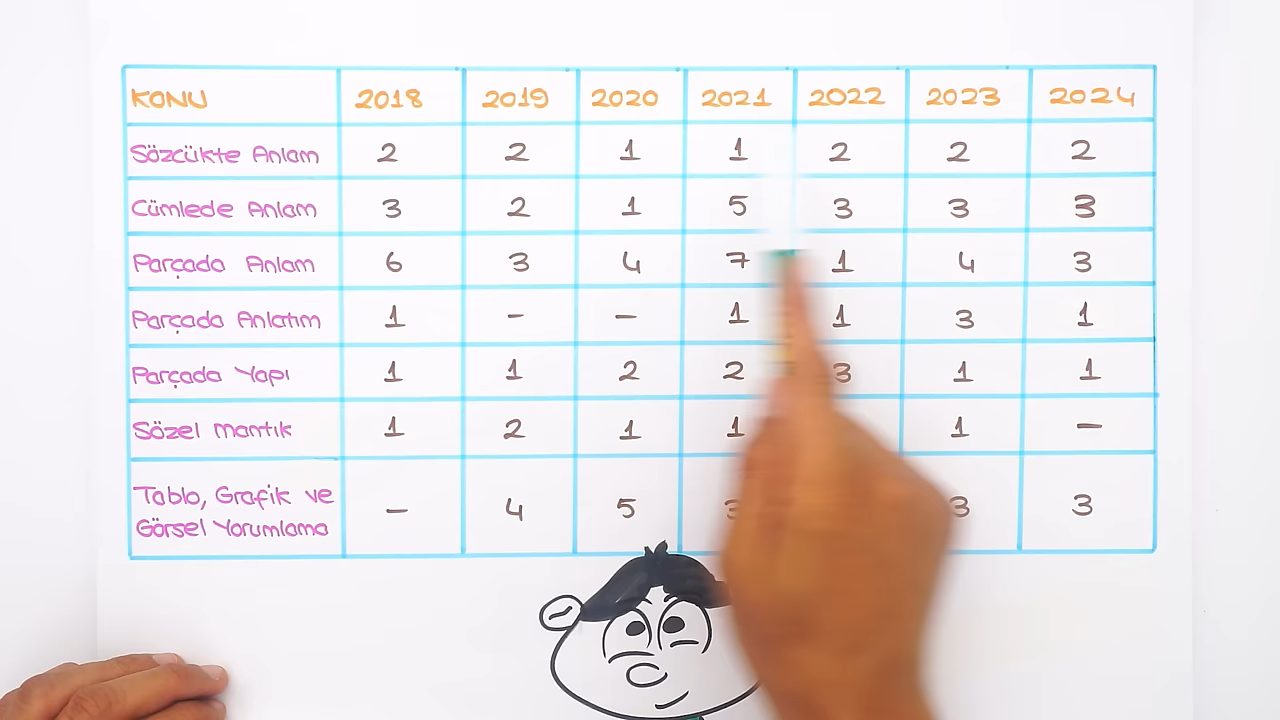 KONU 2018 2019 2020 2021 2022 2023 2024
Sözcükte Anlam 2 2 1 1 2 2 2
Cümlede Anlam 3 2 1 5 3 3 3
Parçada Anlam 6 3 4 7 1 4 3
Parçada Anlatım 1 - - 1 1 3 1
Parçada Yapı 1 1 2 2 3 1 1
Sözel Mantık 1 2 1 1 1 -
Tablo, Grafik ve
Görsel Yorumlama - 4 5 3 3 3